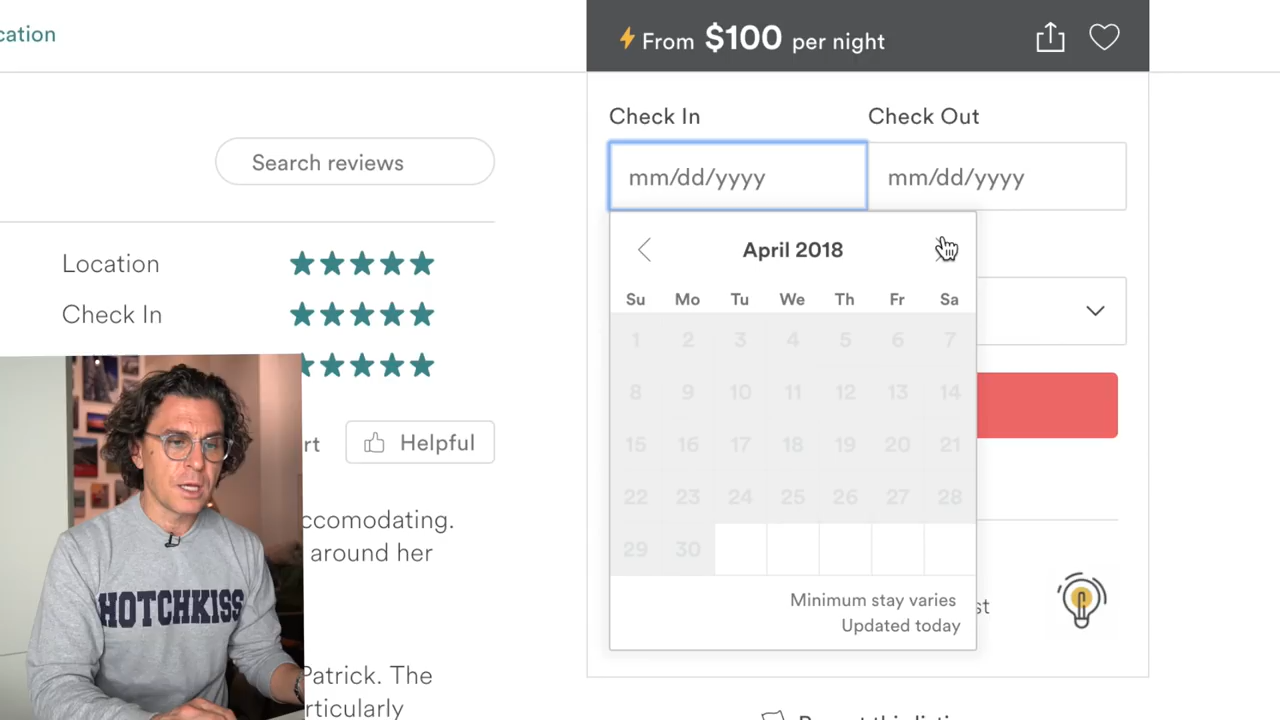 cation
From $100 per night
Search reviews
Location
Check In
rt
Helpful
ccomodating.
around her
Patrick. The
rticularly
HOTCHKISS
Check In
Check Out
mm/dd/yyyy
mm/dd/yyyy
April 2018
Su Mo Tu We Th Fr Sa
1 2 3 4 5 6 7
8 9 10 11 12 13 14
15 16 17 18 19 20 21
22 23 24 25 26 27 28
29 30
Minimum stay varies
Updated today
st